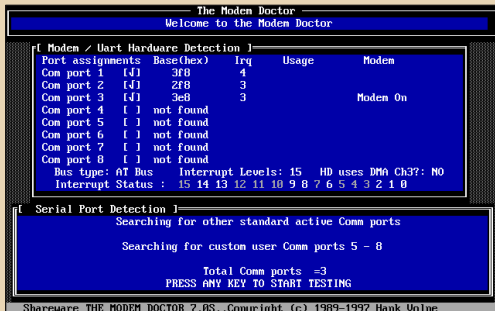 The Modem Doctor
Welcome to the Modem Doctor
[ Modem / Uart Hardware Detection ]
Port assignments Base(hex) Irq Usage Modem
Com port 1 [√] 3f8 4
Com port 2 [√] 2f8 3
Com port 3 [√] 3e8 3 Modem On
Com port 4 [ ] not found
Com port 5 [ ] not found
Com port 6 [ ] not found
Com port 7 [ ] not found
Com port 8 [ ] not found
Bus type: AT Bus Interrupt Levels: 15 HD uses DMA Ch3?: NO
Interrupt Status : 15 14 13 12 11 10 9 8 7 6 5 4 3 2 1 0
[ Serial Port Detection ]
Searching for other standard active Comm ports
Searching for custom user Comm ports 5 - 8
Total Comm ports =3
PRESS ANY KEY TO START TESTING
Shareware THE MODEM DOCTOR 7.0S..Copyright (c) 1989-1997 Hank Volpe